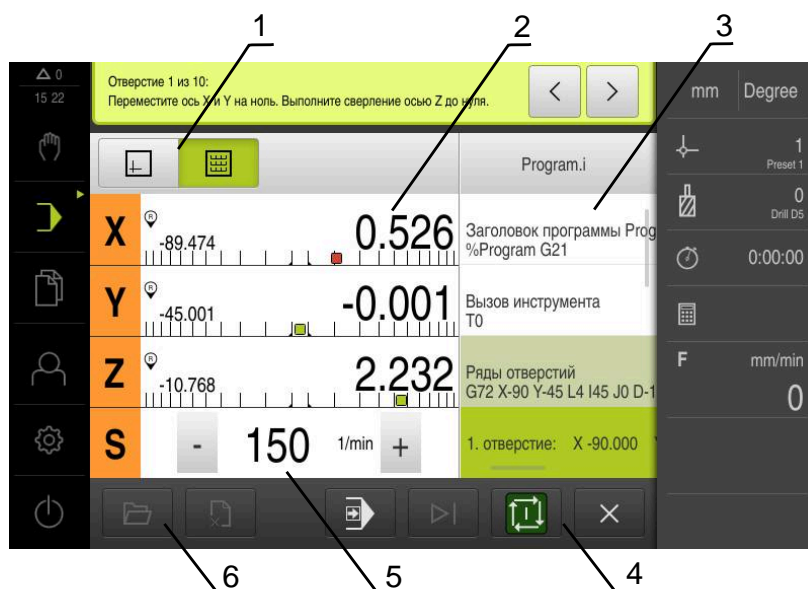 1
2
3
0
15 22
Отверстие 1 из 10:
Переместите ось X и Y на ноль. Выполните сверление осью Z до нуля.
mm
Degree
1
Preset 1
0
Drill D5
0:00:00
F
mm/min
0
Program.i
X
R
-89.474
0.526
Y
R
-45.001
-0.001
Z
R
-10.768
2.232
S
-
150
1/min
+
Заголовок программы Prog
%Program G21
Вызов инструмента
T0
Ряды отверстий
G72 X-90 Y-45 L4 I45 J0 D-1
1. отверстие: X -90.000
6
5
4